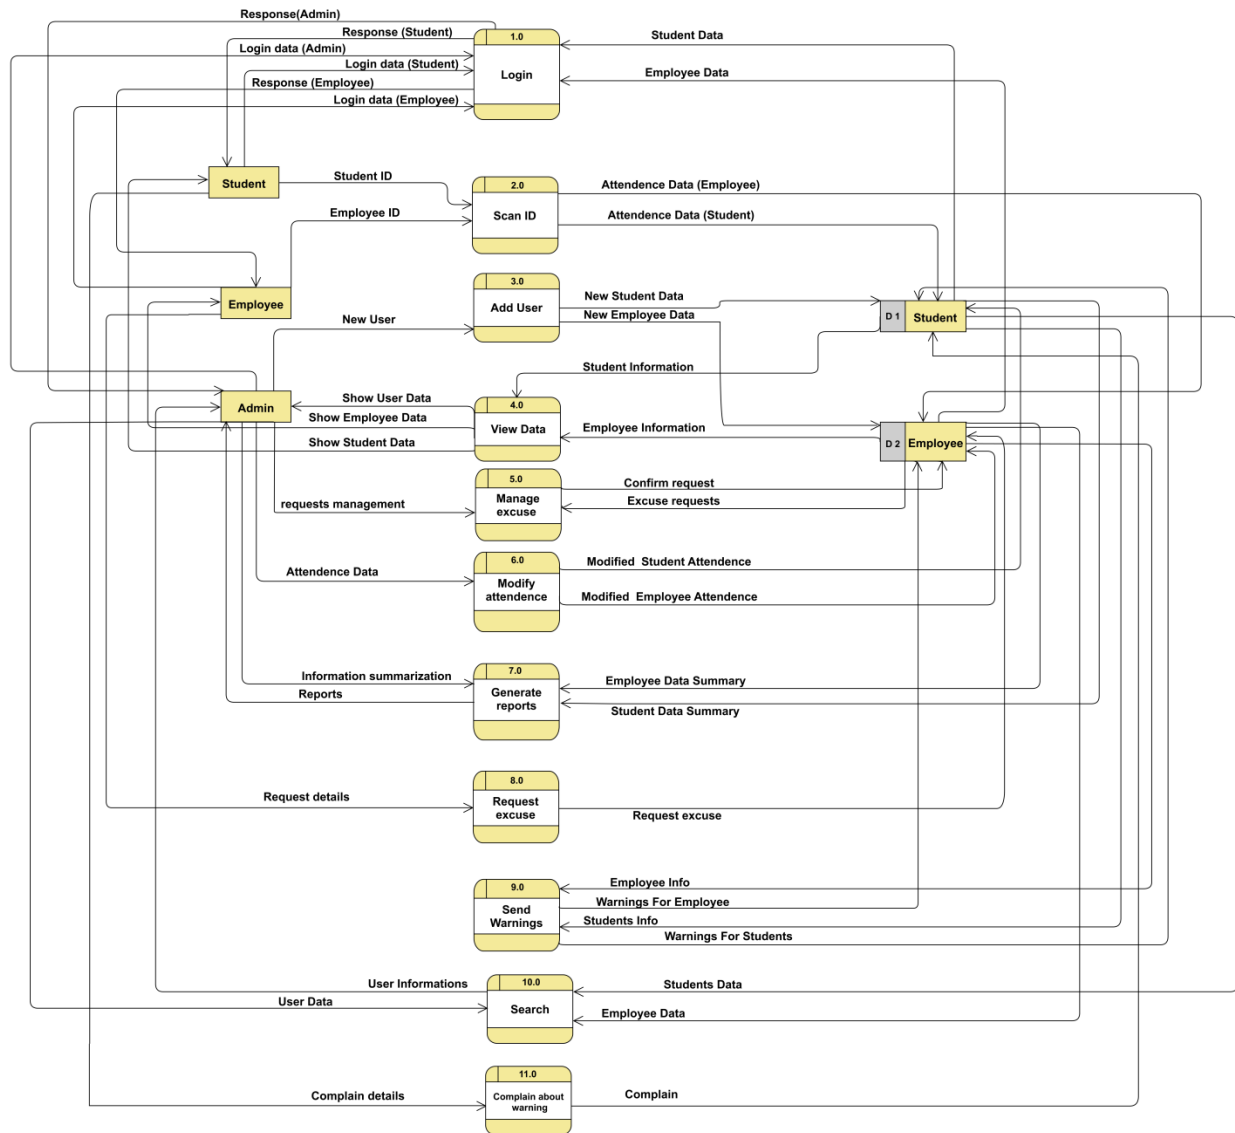 Response(Admin)
Response (Student)
Login data (Admin)
Login data (Student)
Response (Employee)
Login data (Employee)
1.0
Login
Student Data
Employee Data
Student
Student ID
Employee ID
2.0
Scan ID
Attendence Data (Employee)
Attendence Data (Student)
Employee
New User
3.0
Add User
New Student Data
New Employee Data
D 1
Student
Student Information
Admin
Show User Data
Show Employee Data
Show Student Data
4.0
View Data
Employee Information
D 2
Employee
requests management
5.0
Manage
excuse
Confirm request
Excuse requests
Attendence Data
6.0
Modify
attendence
Modified Student Attendence
Modified Employee Attendence
Information summarization
Reports
7.0
Generate
reports
Employee Data Summary
Student Data Summary
Request details
8.0
Request
excuse
Request excuse
9.0
Send
Warnings
Employee Info
Warnings For Employee
Students Info
Warnings For Students
User Informations
User Data
10.0
Search
Students Data
Employee Data
Complain details
11.0
Complain about
warning
Complain